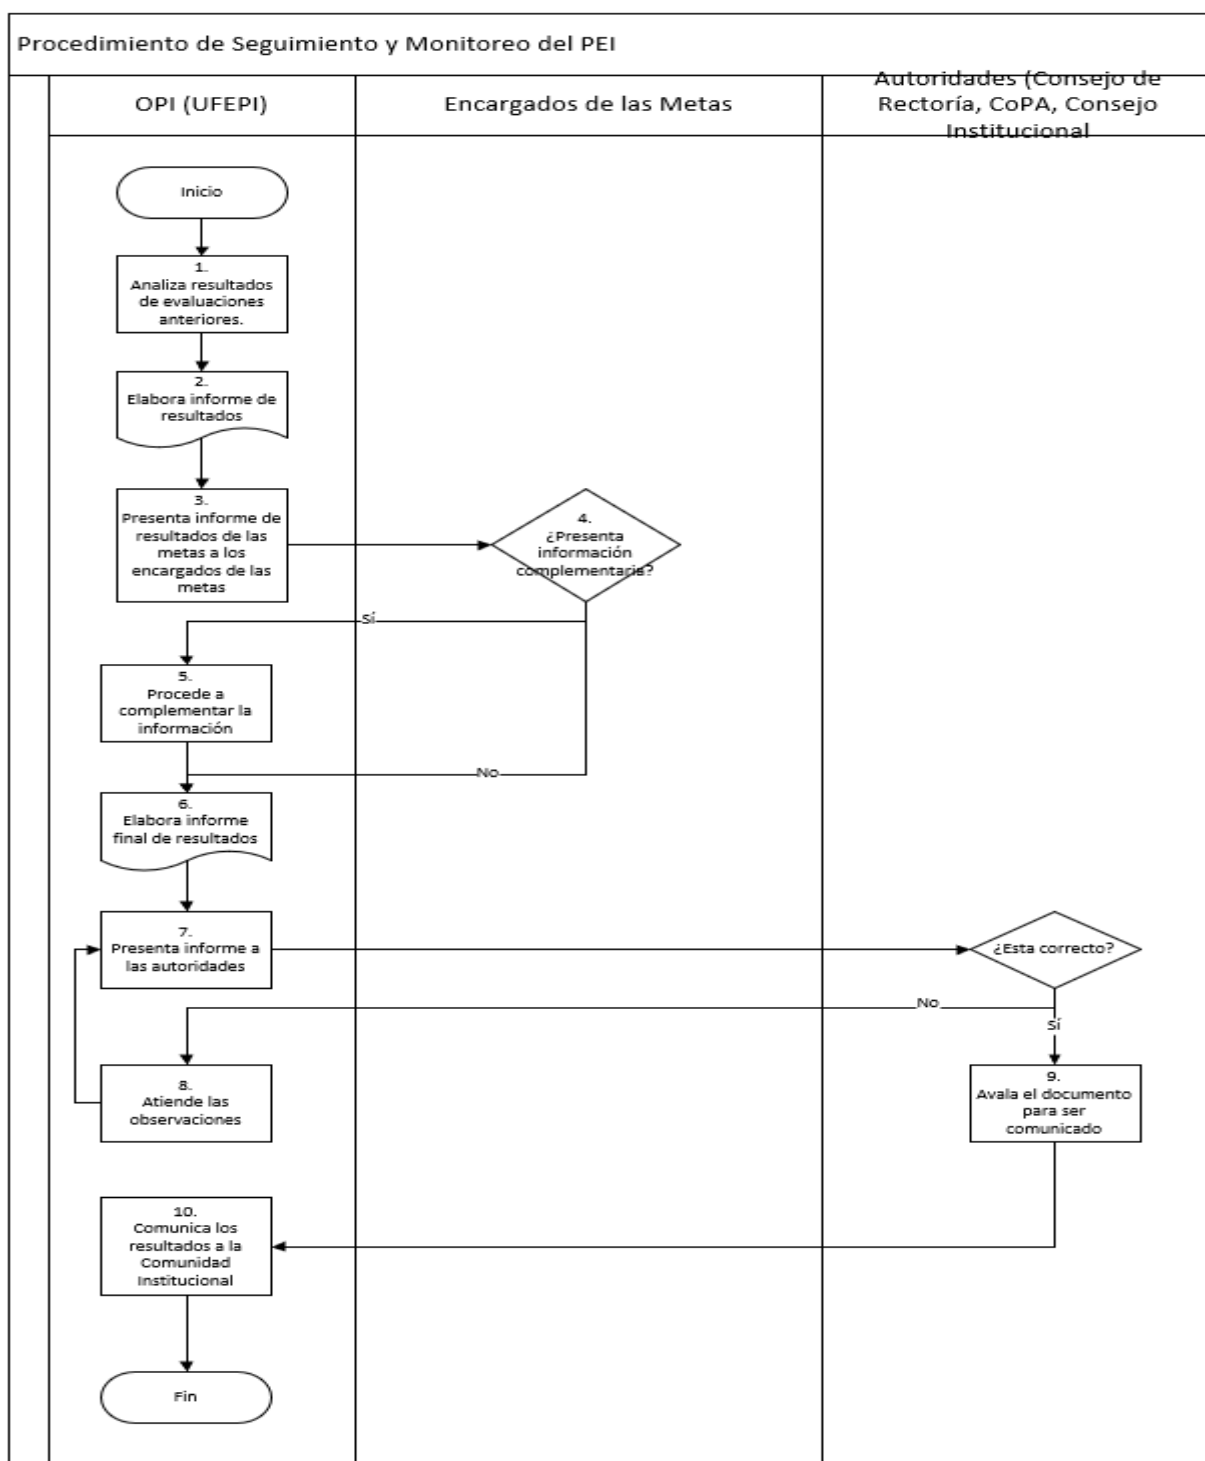 Procedimiento de Seguimiento y Monitoreo del PEI
OPI (UFEPI)
Encargados de las Metas
Autoridades (Consejo de
Rectoría, CoPA, Consejo
Institucional
Inicio
1.
Analiza resultados
de evaluaciones
anteriores.
2.
Elabora informe de
resultados
3.
Presenta informe de
resultados de las
metas a los
encargados de las
metas
4.
¿Presenta
información
complementaria?
Sí
5.
Procede a
complementar la
información
No
6.
Elabora informe
final de resultados
7.
Presenta informe a
las autoridades
¿Esta correcto?
No
Sí
8.
Atiende las
observaciones
9.
Avala el documento
para ser
comunicado
10.
Comunica los
resultados a la
Comunidad
Institucional
Fin